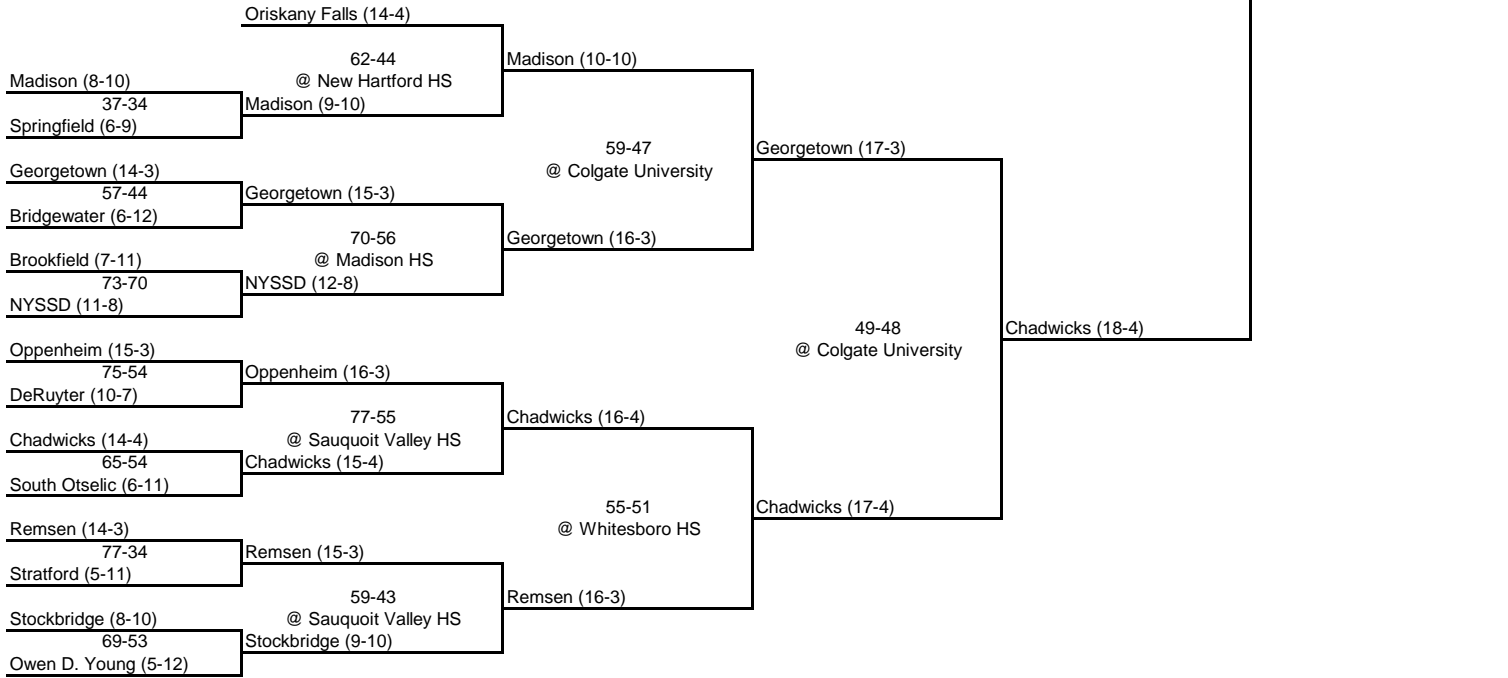 Oriskany Falls (14-4)
62-44
@ New Hartford HS
Madison (10-10)
Madison (8-10)
37-34
Madison (9-10)
Springfield (6-9)
59-47
@ Colgate University
Georgetown (17-3)
Georgetown (14-3)
57-44
Georgetown (15-3)
Bridgewater (6-12)
70-56
@ Madison HS
Georgetown (16-3)
Brookfield (7-11)
73-70
NYSSD (12-8)
NYSSD (11-8)
49-48
@ Colgate University
Chadwicks (18-4)
Oppenheim (15-3)
75-54
Oppenheim (16-3)
DeRuyter (10-7)
77-55
@ Sauquoit Valley HS
Chadwicks (16-4)
Chadwicks (14-4)
65-54
Chadwicks (15-4)
South Otselic (6-11)
55-51
@ Whitesboro HS
Chadwicks (17-4)
Remsen (14-3)
77-34
Remsen (15-3)
Stratford (5-11)
59-43
@ Sauquoit Valley HS
Remsen (16-3)
Stockbridge (8-10)
69-53
Stockbridge (9-10)
Owen D. Young (5-12)